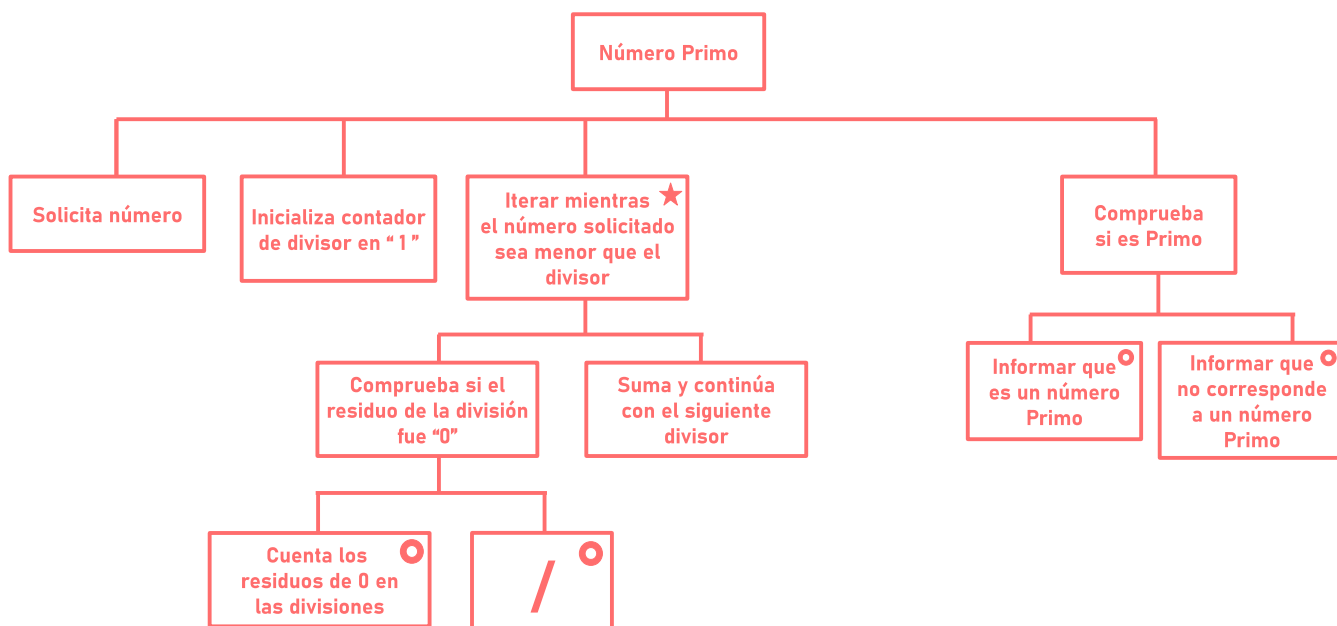 Número Primo
Solicita número
Inicializa contador
de divisor en “ 1 ”
Iterar mientras
el número solicitado
sea menor que el
divisor
Comprueba
si es Primo
Comprueba si el
residuo de la división
fue “0”
Suma y continúa
con el siguiente
divisor
Informar que
es un número
Primo
Informar que
no corresponde
a un número
Primo
Cuenta los
residuos de 0 en
las divisiones
/